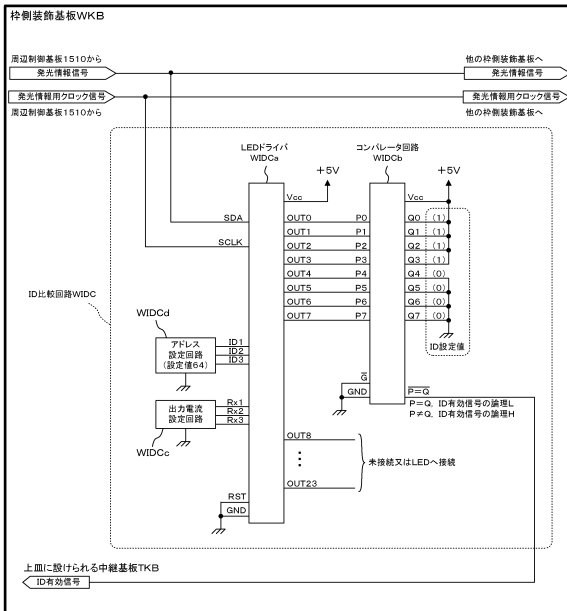 枠側装飾基板WKB
周辺制御基板1510から
発光情報信号
発光情報用クロック信号
周辺制御基板1510から
他の枠側装飾基板へ
発光情報信号
発光情報用クロック信号
他の枠側装飾基板へ
ID比較回路WIDC
LEDドライバ
WIDCa
コンパレータ回路
WIDCb
+5V
+5V
Vcc
Vcc
SDA
SCLK
OUT0 P0 Q0 (1)
OUT1 P1 Q1 (1)
OUT2 P2 Q2 (1)
OUT3 P3 Q3 (1)
OUT4 P4 Q4 (0)
OUT5 P5 Q5 (0)
OUT6 P6 Q6 (0)
OUT7 P7 Q7 (0)
ID設定値
WIDCd
アドレス
設定回路
(設定値64)
ID1
ID2
ID3
出力電流
設定回路
Rx1
Rx2
Rx3
WIDCc
G
GND
P=Q
P=Q, ID有効信号の論理L
P≠Q, ID有効信号の論理H
OUT8
OUT23
未接続又はLEDへ接続
RST
GND
上皿に設けられる中継基板TKB
ID有効信号